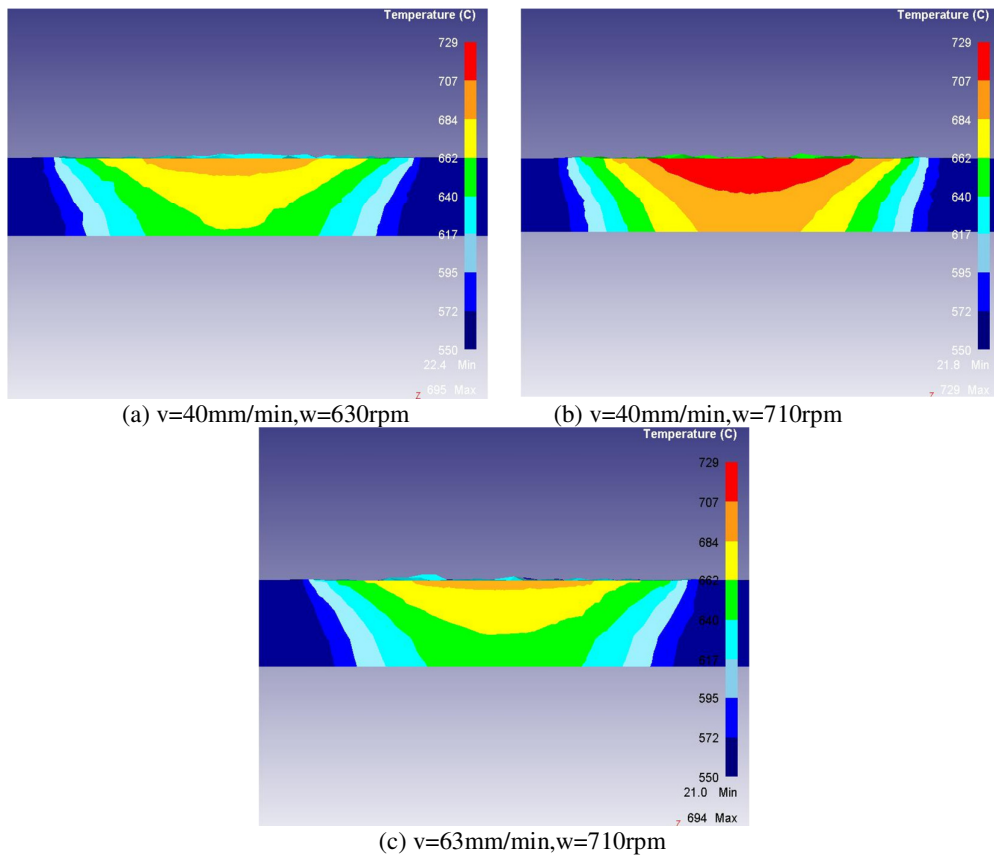 Temperature (C)
729
707
684
662
640
617
595
572
550
22.4 Min
Z 695 Max
Temperature (C)
729
707
684
662
640
617
595
572
550
21.8 Min
Z 729 Max
(a) v=40mm/min,w=630rpm
(b) v=40mm/min,w=710rpm
Temperature (C)
729
707
684
662
640
617
595
572
550
21.0 Min
Z 694 Max
(c) v=63mm/min,w=710rpm